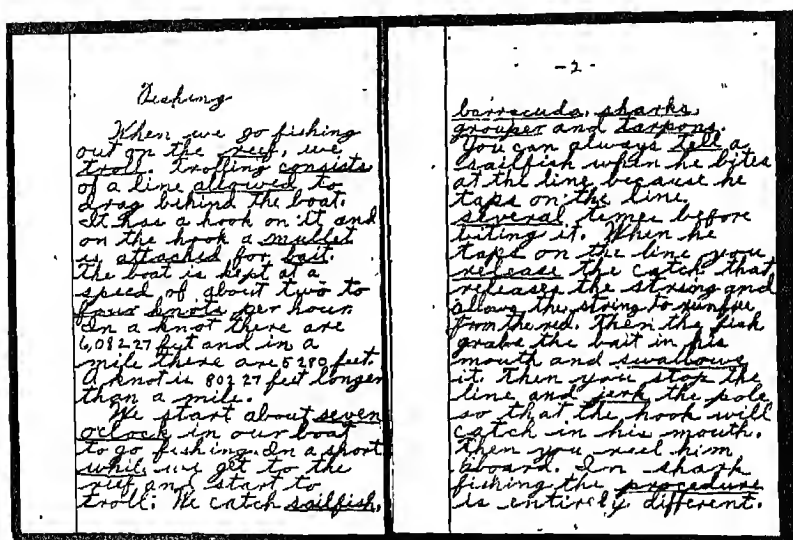 Fishing
When we go fishing
out on the reef, we
troll. Trolling consists
of a line allowed to
drag behind the boat.
It has a hook on it and
on the hook a mullet
is attached for bait.
The boat is kept at a
speed of about two to
four knots per hour.
In a knot there are
6,082.27 feet and in a
mile there are 5280 feet.
A knot is 802.27 feet longer
than a mile.
We start about seven
o'clock in our boat
to go fishing. In a short
while we get to the
reef and start to
troll. We catch sailfish,
-2-
barracuda, sharks,
grouper and tarpons.
You can always tell a
sailfish when he bites
at the line because he
taps on the line
several times before
biting it. When he
taps on the line you
release the catch that
releases the string and
allows the string to run free
from the reel. Then the fish
grabs the bait in his
mouth and swallows
it. Then you stop the
line and jerk the pole
so that the hook will
catch in his mouth.
Then you reel him
aboard. In shark
fishing the procedure
is entirely different.